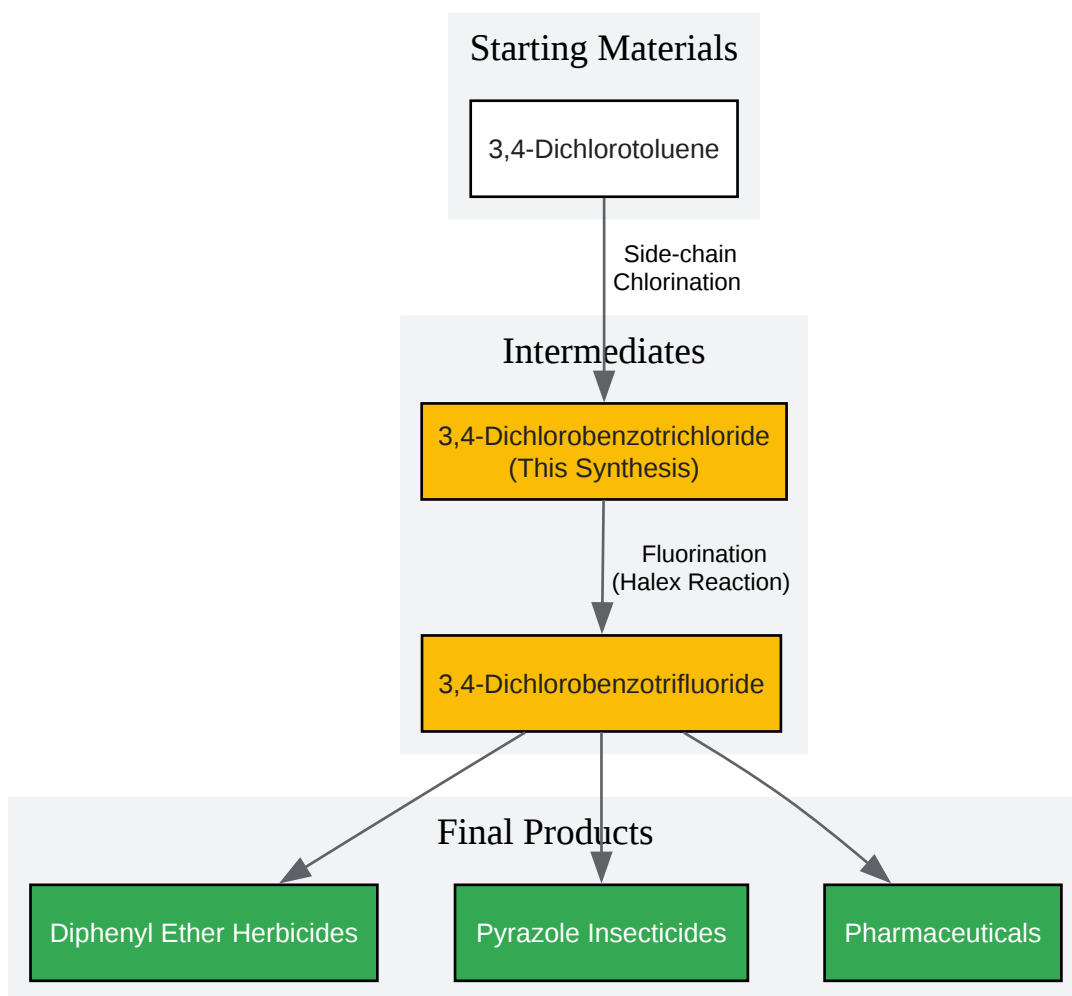 Starting Materials
3,4-Dichlorotoluene
Side-chain
Chlorination
Intermediates
3,4-Dichlorobenzotrichloride
(This Synthesis)
Fluorination
(Halex Reaction)
3,4-Dichlorobenzotrifluoride
Final Products
Diphenyl Ether Herbicides
Pyrazole Insecticides
Pharmaceuticals